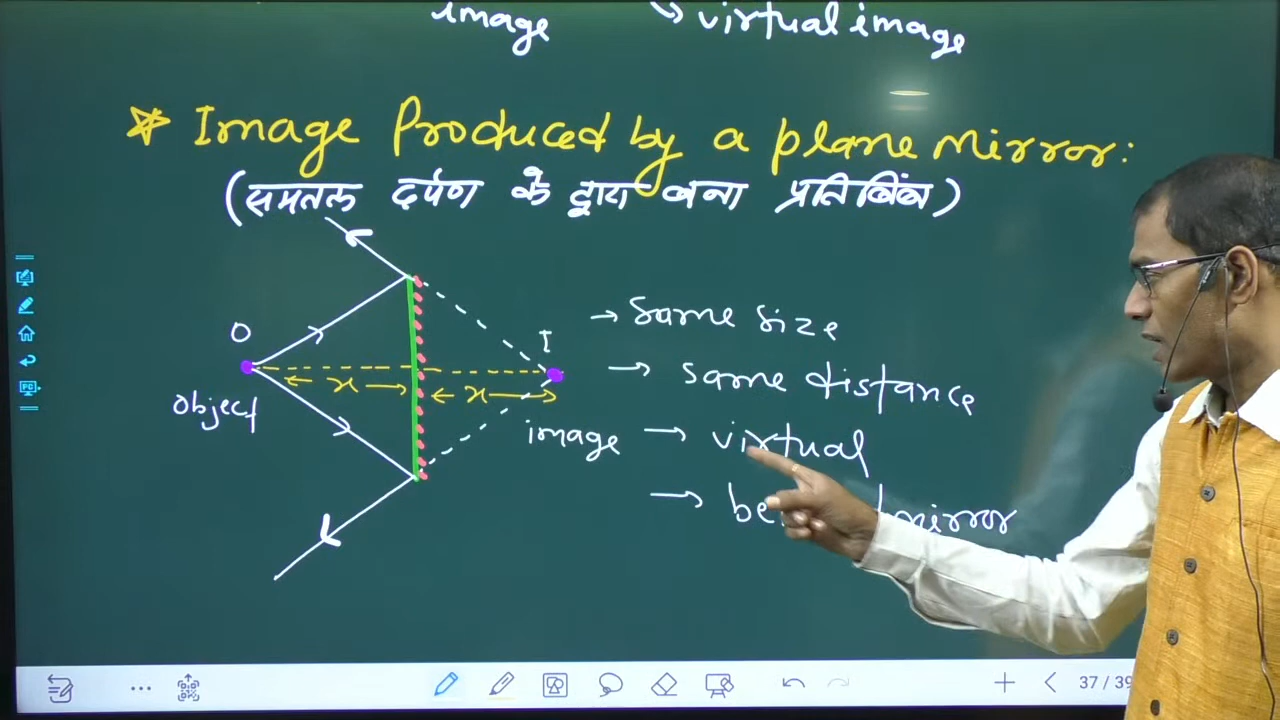 image ↳ virtual image
* Image Produced by a plane Mirror:
(समतल दर्पण के द्वारा बना प्रतिबिंब)
O I
→ Same Size
→ Same distance
x x
object
image → virtual
→ mirror
37 / 39
PC